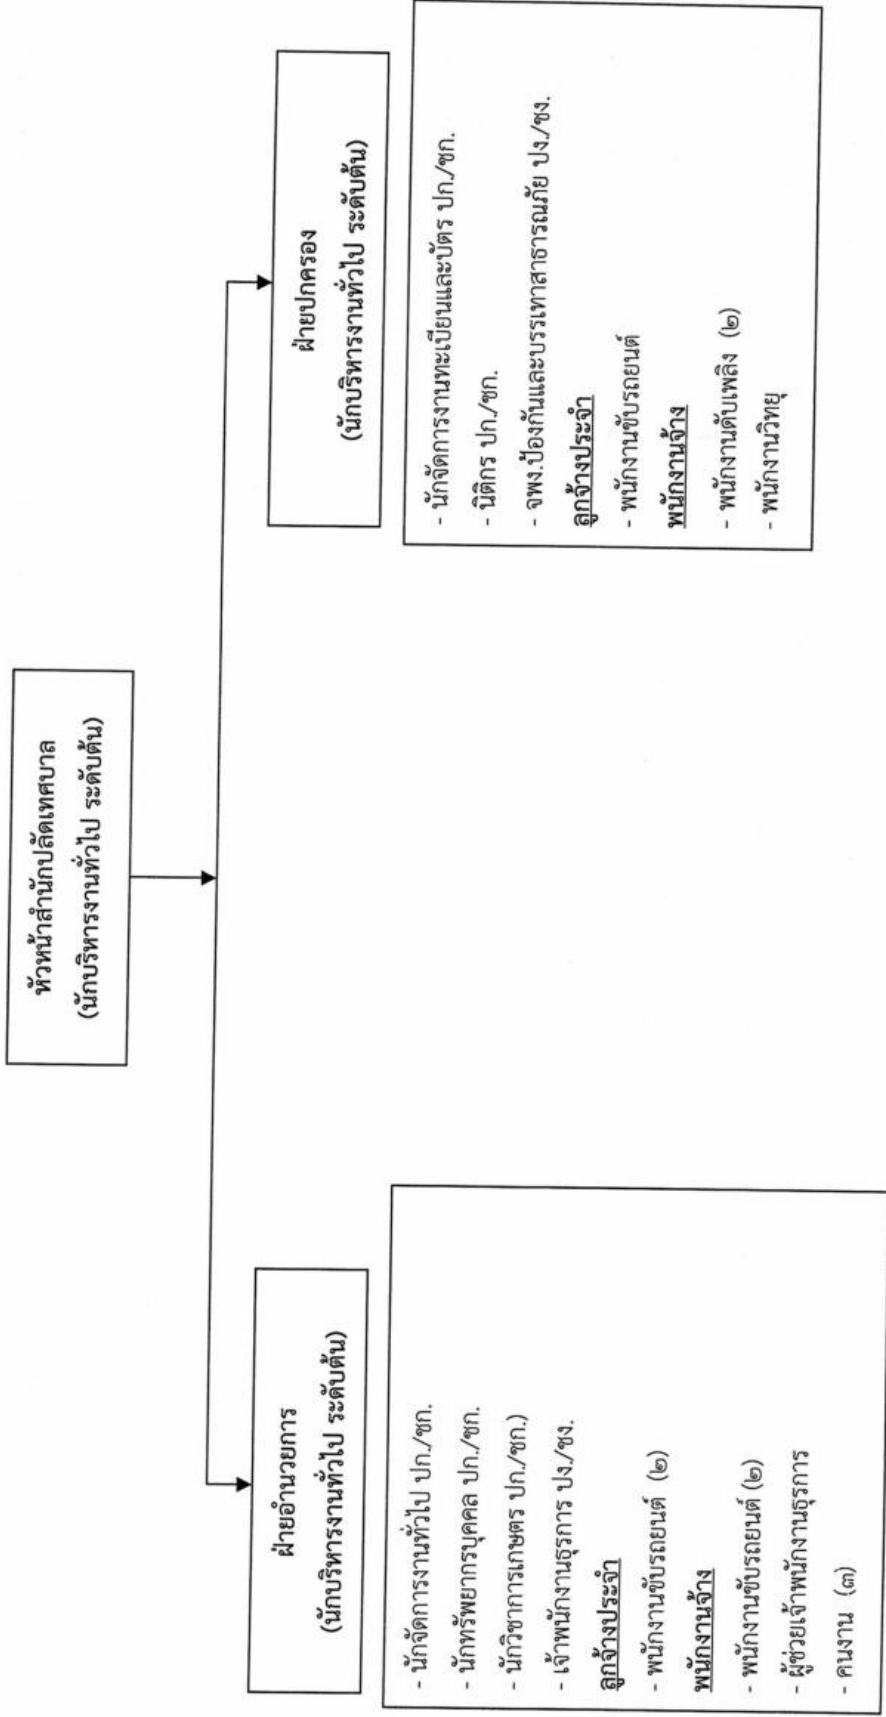 หัวหน้าสำนักปลัดเทศบาล
(นักบริหารงานทั่วไป ระดับต้น)
ฝ่ายอำนวยการ
(นักบริหารงานทั่วไป ระดับต้น)
- นักจัดการงานทั่วไป ปก./ชก.
- นักทรัพยากรบุคคล ปก./ชก.
- นักวิชาการเกษตร ปก./ชก.)
- เจ้าพนักงานธุรการ ปง./ชง.
ลูกจ้างประจำ
- พนักงานขับรถยนต์ (๒)
พนักงานจ้าง
- พนักงานขับรถยนต์ (๒)
- ผู้ช่วยเจ้าพนักงานธุรการ
- คนงาน (๓)
ฝ่ายปกครอง
(นักบริหารงานทั่วไป ระดับต้น)
- นักจัดการงานทะเบียนและบัตร ปก./ชก.
- นิติกร ปก./ชก.
- จพง.ป้องกันและบรรเทาสาธารณภัย ปง./ชง.
ลูกจ้างประจำ
- พนักงานขับรถยนต์
พนักงานจ้าง
- พนักงานดับเพลิง (๒)
- พนักงานวิทยุ